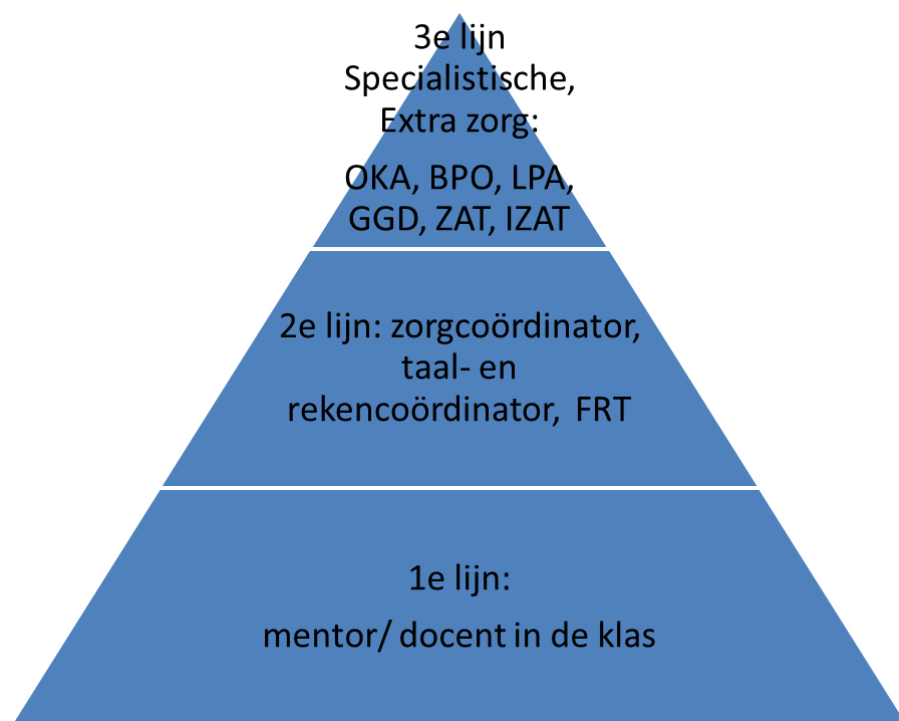 3e lijn
Specialistische,
Extra zorg:
OKA, BPO, LPA,
GGD, ZAT, IZAT
2e lijn: zorgcoördinator,
taal- en
rekencoördinator, FRT
1e lijn:
mentor/ docent in de klas